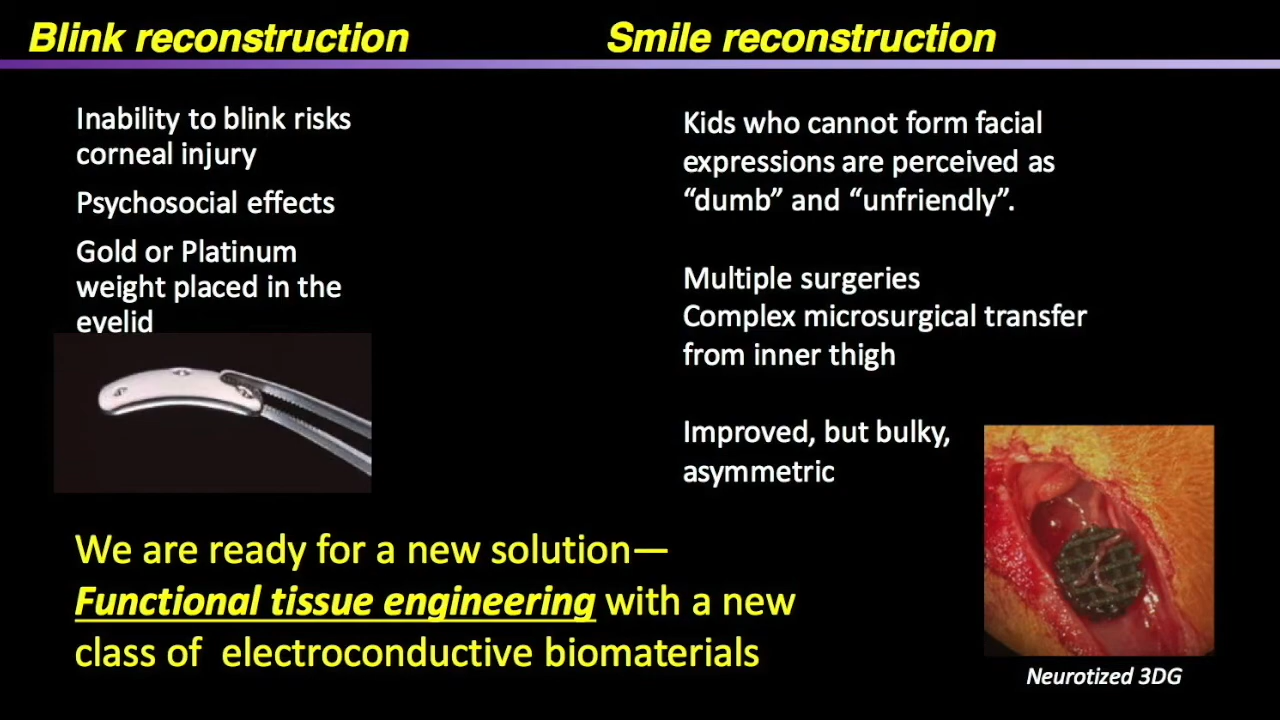 Blink reconstruction
Smile reconstruction
Inability to blink risks
corneal injury
Psychosocial effects
Gold or Platinum
weight placed in the
eyelid
Kids who cannot form facial
expressions are perceived as
“dumb” and “unfriendly”.
Multiple surgeries
Complex microsurgical transfer
from inner thigh
Improved, but bulky,
asymmetric
We are ready for a new solution—
Functional tissue engineering with a new
class of electroconductive biomaterials
Neurotized 3DG